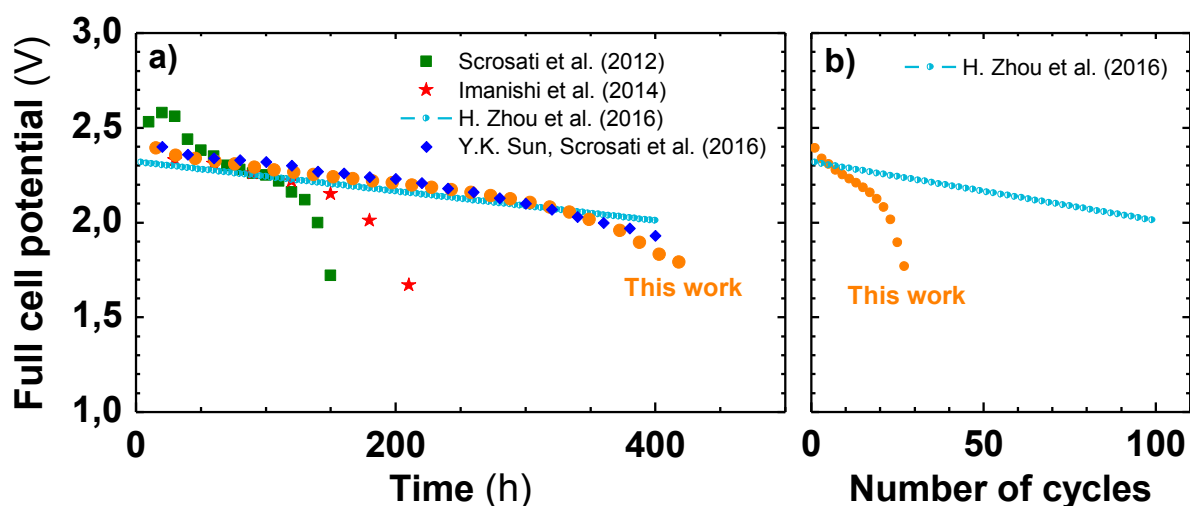 a)
Scrosati et al. (2012)
Imanishi et al. (2014)
H. Zhou et al. (2016)
Y.K. Sun, Scrosati et al. (2016)
This work
Full cell potential (V)
3,0
2,5
2,0
1,5
1,0
0
200
400
Time (h)
b)
H. Zhou et al. (2016)
This work
0
50
100
Number of cycles